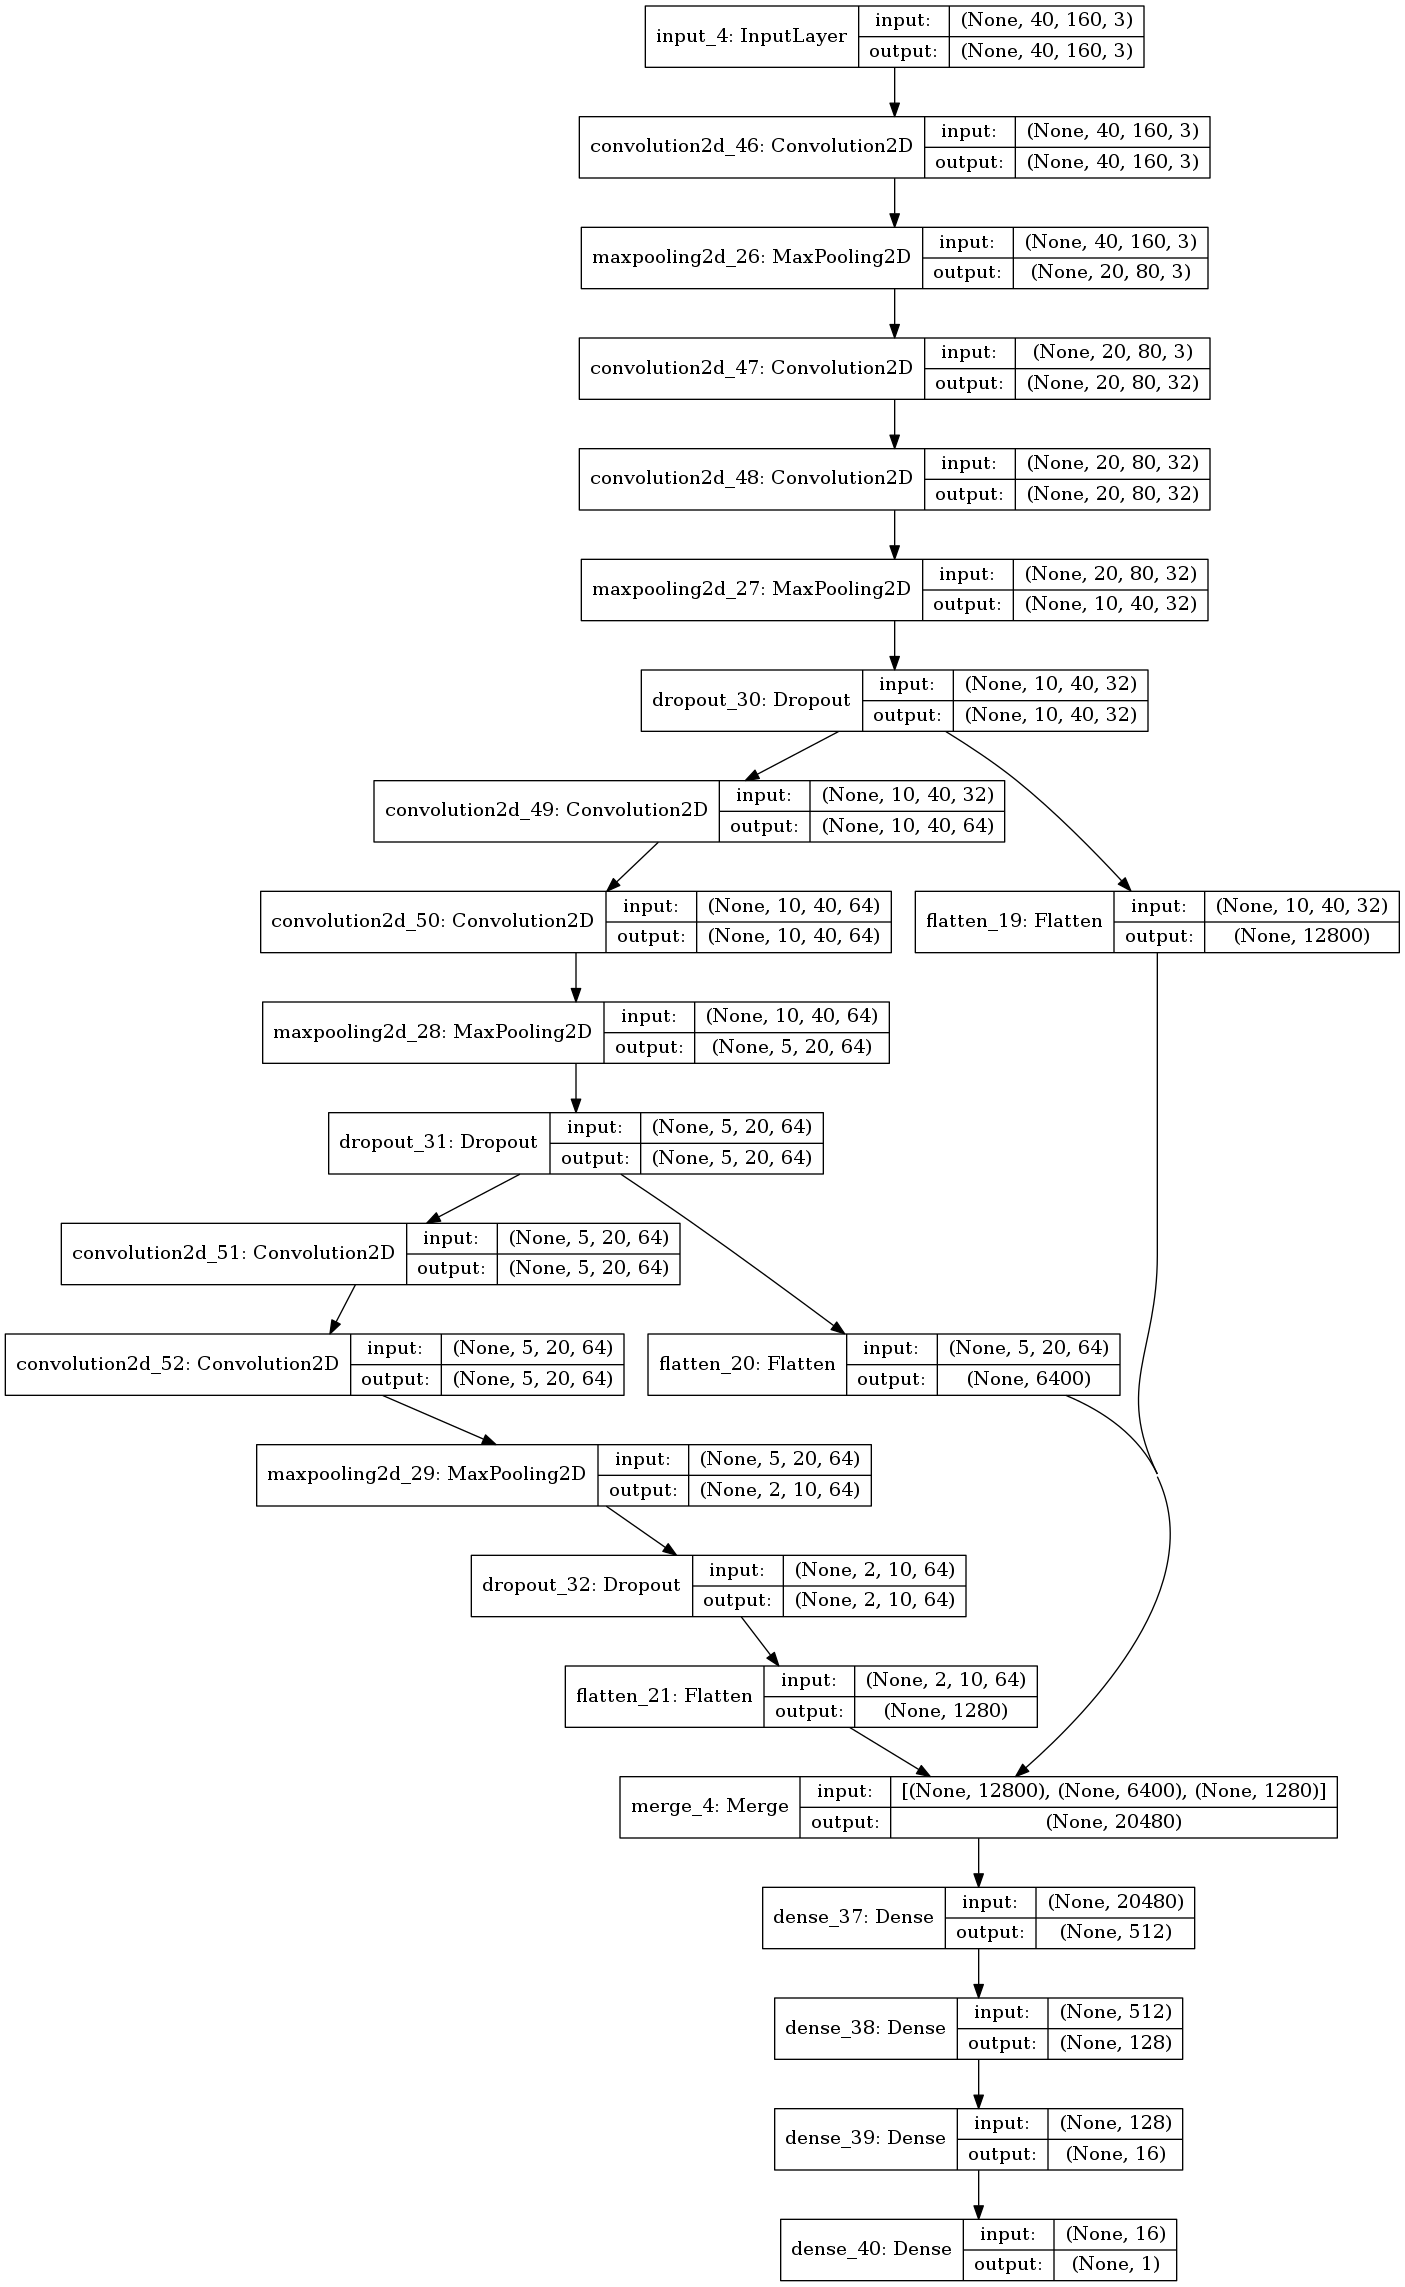 input_4: InputLayer
input: (None, 40, 160, 3)
output: (None, 40, 160, 3)
convolution2d_46: Convolution2D
input: (None, 40, 160, 3)
output: (None, 40, 160, 3)
maxpooling2d_26: MaxPooling2D
input: (None, 40, 160, 3)
output: (None, 20, 80, 3)
convolution2d_47: Convolution2D
input: (None, 20, 80, 3)
output: (None, 20, 80, 32)
convolution2d_48: Convolution2D
input: (None, 20, 80, 32)
output: (None, 20, 80, 32)
maxpooling2d_27: MaxPooling2D
input: (None, 20, 80, 32)
output: (None, 10, 40, 32)
dropout_30: Dropout
input: (None, 10, 40, 32)
output: (None, 10, 40, 32)
convolution2d_49: Convolution2D
input: (None, 10, 40, 32)
output: (None, 10, 40, 64)
convolution2d_50: Convolution2D
input: (None, 10, 40, 64)
output: (None, 10, 40, 64)
flatten_19: Flatten
input: (None, 10, 40, 32)
output: (None, 12800)
maxpooling2d_28: MaxPooling2D
input: (None, 10, 40, 64)
output: (None, 5, 20, 64)
dropout_31: Dropout
input: (None, 5, 20, 64)
output: (None, 5, 20, 64)
convolution2d_51: Convolution2D
input: (None, 5, 20, 64)
output: (None, 5, 20, 64)
convolution2d_52: Convolution2D
input: (None, 5, 20, 64)
output: (None, 5, 20, 64)
flatten_20: Flatten
input: (None, 5, 20, 64)
output: (None, 6400)
maxpooling2d_29: MaxPooling2D
input: (None, 5, 20, 64)
output: (None, 2, 10, 64)
dropout_32: Dropout
input: (None, 2, 10, 64)
output: (None, 2, 10, 64)
flatten_21: Flatten
input: (None, 2, 10, 64)
output: (None, 1280)
merge_4: Merge
input: [(None, 12800), (None, 6400), (None, 1280)]
output: (None, 20480)
dense_37: Dense
input: (None, 20480)
output: (None, 512)
dense_38: Dense
input: (None, 512)
output: (None, 128)
dense_39: Dense
input: (None, 128)
output: (None, 16)
dense_40: Dense
input: (None, 16)
output: (None, 1)